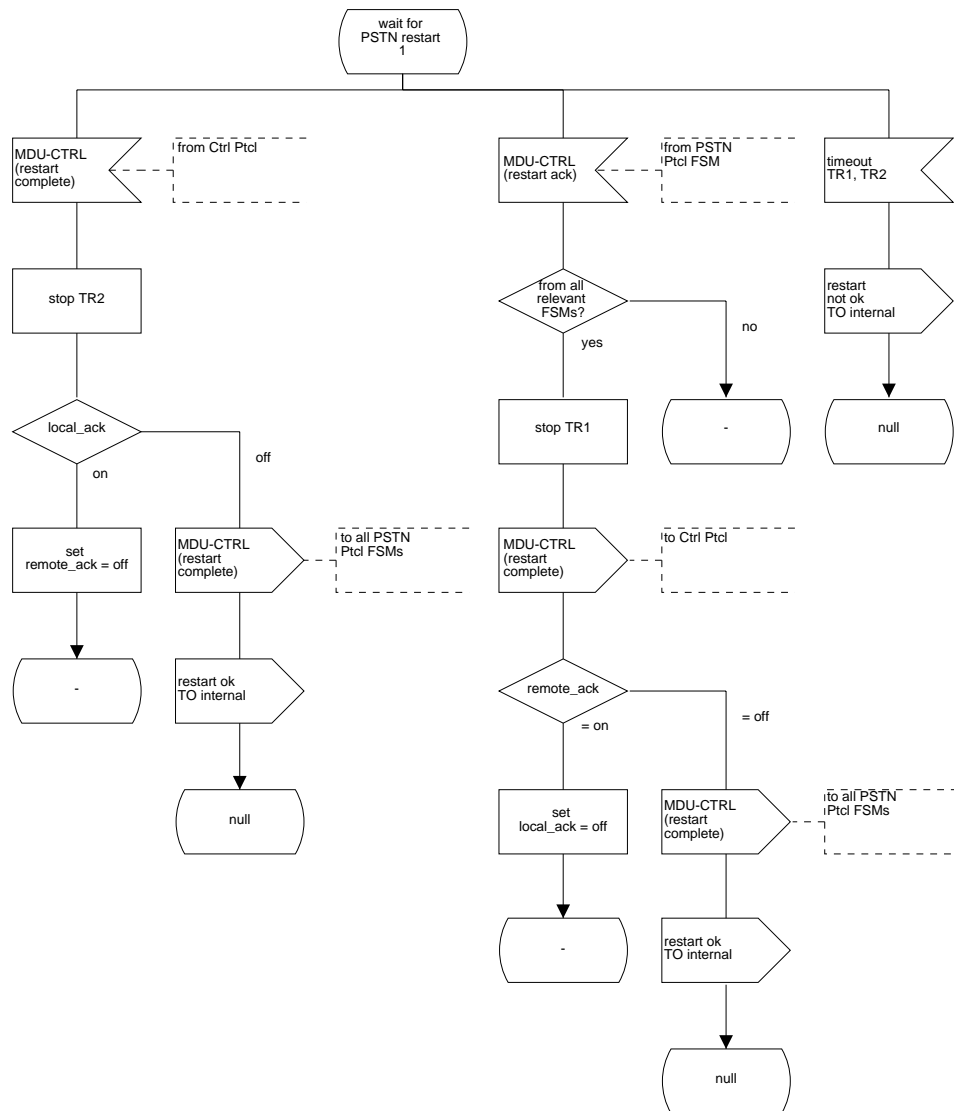 wait for
PSTN restart
1
MDU-CTRL
(restart
complete)
from Ctrl Ptcl
MDU-CTRL
(restart ack)
from PSTN
Ptcl FSM
timeout
TR1, TR2
stop TR2
from all
relevant
FSMs?
no
yes
restart
not ok
TO internal
local_ack
off
on
stop TR1
-
null
set
remote_ack = off
MDU-CTRL
(restart
complete)
to all PSTN
Ptcl FSMs
MDU-CTRL
(restart
complete)
to Ctrl Ptcl
-
restart ok
TO internal
remote_ack
= on
= off
null
set
local_ack = off
MDU-CTRL
(restart
complete)
to all PSTN
Ptcl FSMs
-
restart ok
TO internal
null